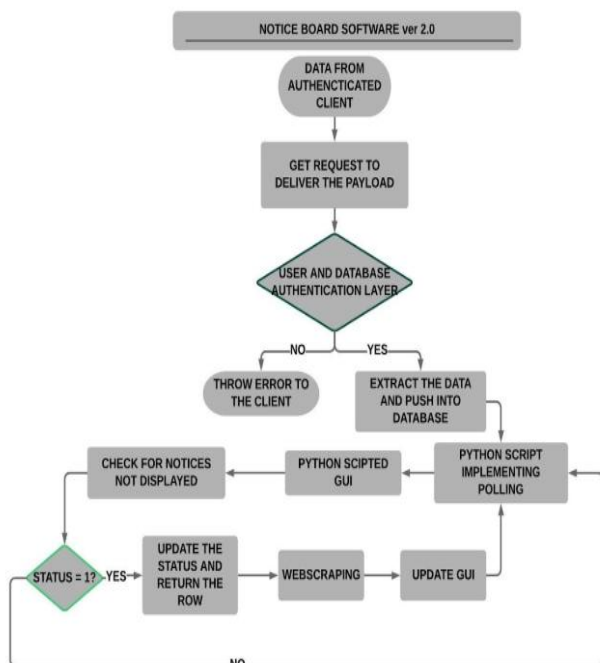 NOTICE BOARD SOFTWARE ver 2.0
DATA FROM
AUTHENCTICATED
CLIENT
GET REQUEST TO
DELIVER THE PAYLOAD
USER AND DATABASE
AUTHENTICATION LAYER
NO
YES
THROW ERROR TO
THE CLIENT
EXTRACT THE DATA
AND PUSH INTO
DATABASE
PYTHON SCRIPT
IMPLEMENTING
POLLING
PYTHON SCIPTED
GUI
CHECK FOR NOTICES
NOT DISPLAYED
STATUS = 1?
YES
UPDATE THE
STATUS AND
RETURN THE
ROW
WEBSCRAPING
UPDATE GUI
NO